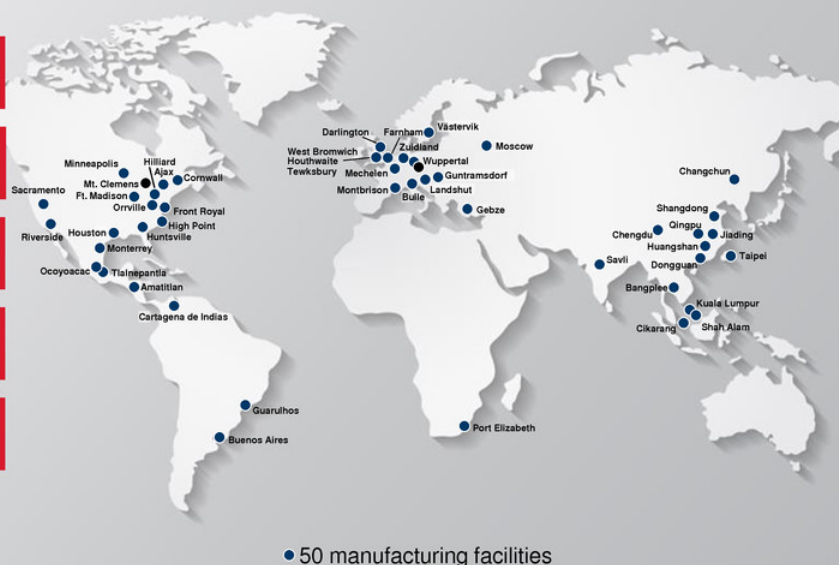 Minneapolis
Hilliard
Ajax
Mt. Clemens
Cornwall
Ft. Madison
Sacramento
Orrville
Front Royal
High Point
Riverside
Houston
Huntsville
Monterrey
Ocoyoacac
Tlalnepantla
Amatitlan
Cartagena de Indias
Guarulhos
Buenos Aires
Darlington
Farnham
Västervik
West Bromwich
Houthwaite
Tewksbury
Zuidland
Wuppertal
Mechelen
Guntramsdorf
Montbrison
Bulle
Landshut
Moscow
Gebze
Port Elizabeth
Changchun
Shangdong
Qingpu
Chengdu
Jiading
Huangshan
Dongguan
Taipei
Savli
Bangplee
Kuala Lumpur
Cikarang
Shah Alam
50 manufacturing facilities